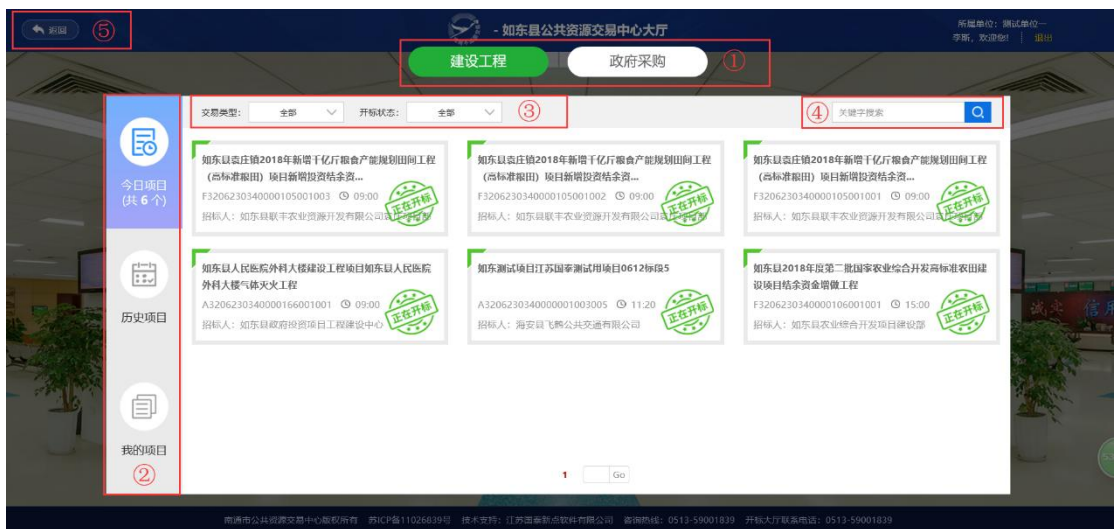 返回
⑤
- 如东县公共资源交易中心大厅
所属单位：测试单位一
李斯，欢迎您! | 退出
建设工程
政府采购
①
交易类型：
全部
开标状态：
全部
③
④
关键字搜索
今日项目
(共 6 个)
历史项目
我的项目
②
如东县袁庄镇2018年新增千亿斤粮食产能规划田间工程
（高标准粮田）项目新增投资结余资...
F3206230340000105001003 09:00
招标人：如东县联丰农业资源开发有限公司
正在开标
如东县袁庄镇2018年新增千亿斤粮食产能规划田间工程
（高标准粮田）项目新增投资结余资...
F3206230340000105001002 09:00
招标人：如东县联丰农业资源开发有限公司
正在开标
如东县袁庄镇2018年新增千亿斤粮食产能规划田间工程
（高标准粮田）项目新增投资结余资...
F3206230340000105001001 09:00
招标人：如东县联丰农业资源开发有限公司
正在开标
如东县人民医院外科大楼建设工程项目如东县人民医院
外科大楼气体灭火工程
A3206230340000166001001 09:00
招标人：如东县政府投资项目工程建设中心
正在开标
如东测试项目江苏国泰测试用项目0612标段5
A3206230340000001003005 11:20
招标人：海安县飞鹤公共交通有限公司
正在开标
如东县2018年度第二批国家农业综合开发高标准农田建
设项目结余资金增做工程
F3206230340000106001001 15:00
招标人：如东县农业综合开发项目建设部
正在开标
1
Go
诚实 信用
南通市公共资源交易中心版权所有 苏ICP备11026839号 技术支持：江苏国泰新点软件有限公司 咨询热线：0513-59001839 开标大厅联系电话：0513-59001839